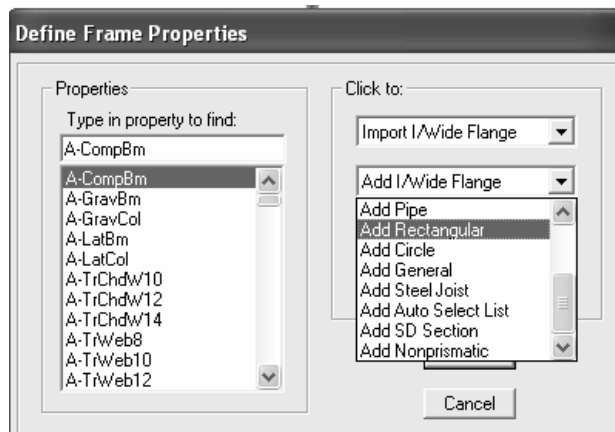 Define Frame Properties
Properties
Type in property to find:
A-CompBm
A-CompBm
A-GravBm
A-GravCol
A-LatBm
A-LatCol
A-TrChdW10
A-TrChdW12
A-TrChdW14
A-TrWeb8
A-TrWeb10
A-TrWeb12
Click to:
Import I/Wide Flange
Add I/Wide Flange
Add Pipe
Add Rectangular
Add Circle
Add General
Add Steel Joist
Add Auto Select List
Add SD Section
Add Nonprismatic
Cancel